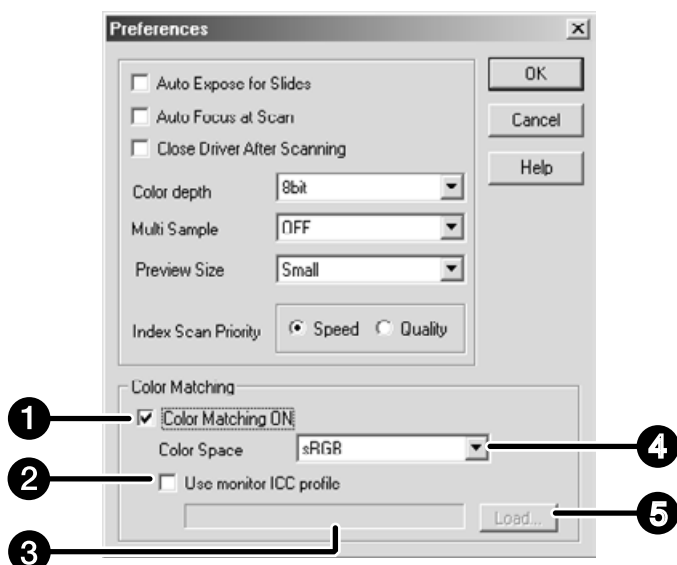 Preferences
Auto Expose for Slides
OK
Auto Focus at Scan
Cancel
Close Driver After Scanning
Help
Color depth 8bit
Multi Sample OFF
Preview Size Small
Index Scan Priority Speed Quality
Color Matching
1 Color Matching ON
Color Space sRGB 4
2 Use monitor ICC profile
Load... 5
3